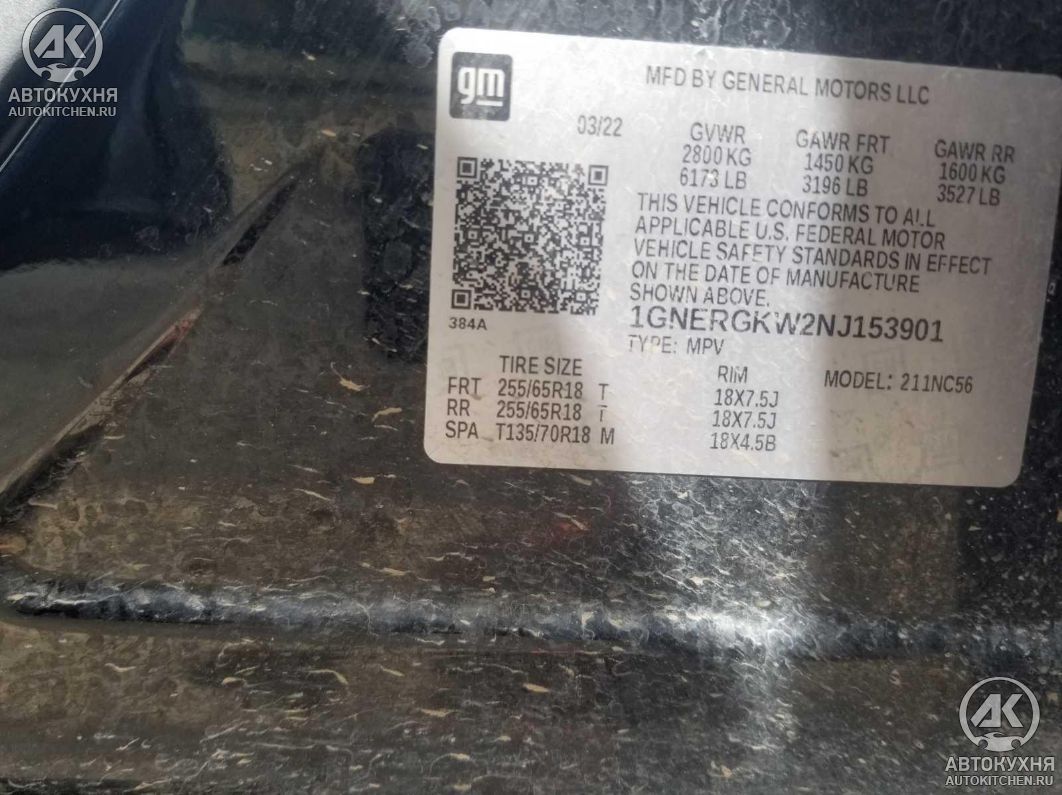 AK
АВТОКУХНЯ
AUTOKITCHEN.RU
gm
MFD BY GENERAL MOTORS LLC
03/22
GVWR
2800 KG
6173 LB
GAWR FRT
1450 KG
3196 LB
GAWR RR
1600 KG
3527 LB
THIS VEHICLE CONFORMS TO ALL
APPLICABLE U.S. FEDERAL MOTOR
VEHICLE SAFETY STANDARDS IN EFFECT
ON THE DATE OF MANUFACTURE
SHOWN ABOVE.
384A
1GNERGKW2NJ153901
TYPE: MPV
MODEL: 211NC56
TIRE SIZE
RIM
FRT 255/65R18 T 18X7.5J
RR 255/65R18 T 18X7.5J
SPA T135/70R18 M 18X4.5B
AK
АВТОКУХНЯ
AUTOKITCHEN.RU